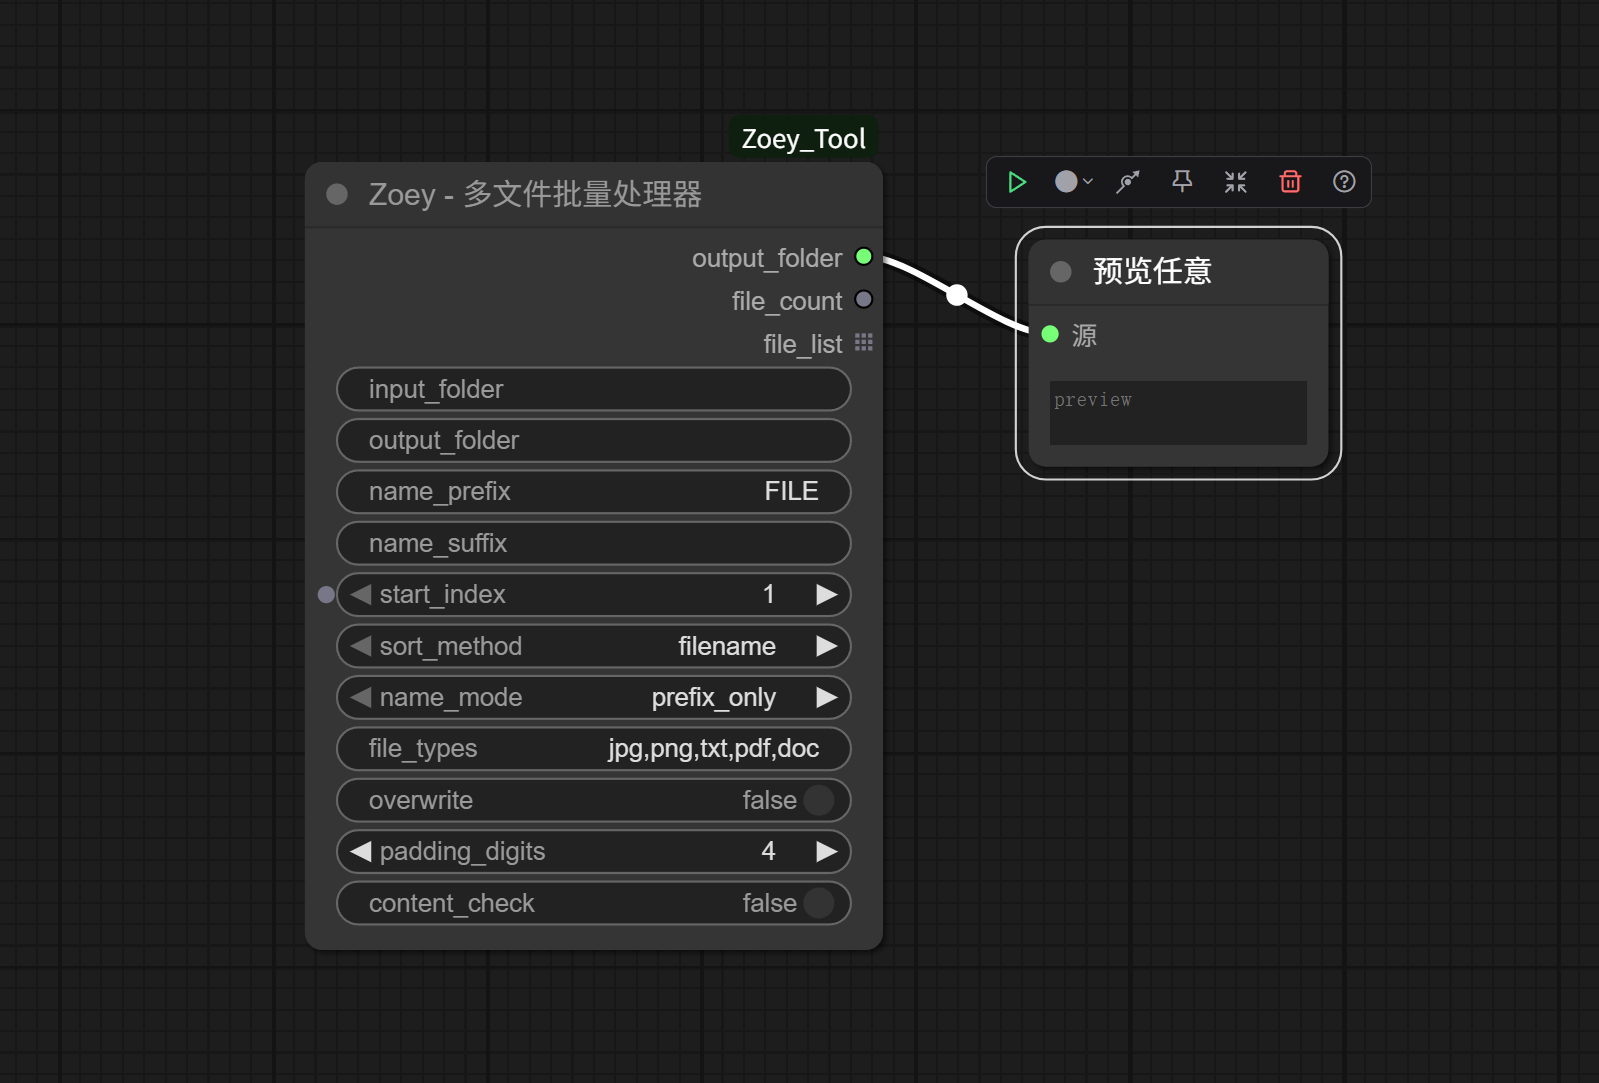 Zoey_Tool
Zoey - 多文件批量处理器
output_folder
file_count
file_list
input_folder
output_folder
name_prefix FILE
name_suffix
start_index 1
sort_method filename
name_mode prefix_only
file_types jpg,png,txt,pdf,doc
overwrite false
padding_digits 4
content_check false
预览任意
源
preview